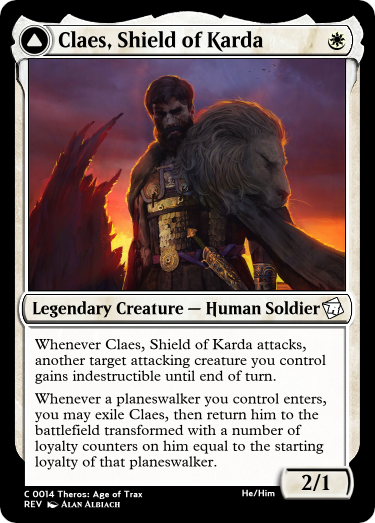 Claes, Shield of Karda
Legendary Creature — Human Soldier
Whenever Claes, Shield of Karda attacks,
another target attacking creature you control
gains indestructible until end of turn.
Whenever a planeswalker you control enters,
you may exile Claes, then return him to the
battlefield transformed with a number of
loyalty counters on him equal to the starting
loyalty of that planeswalker.
2/1
C 0014 Theros: Age of Trax
He/Him
REV Alan Albiach